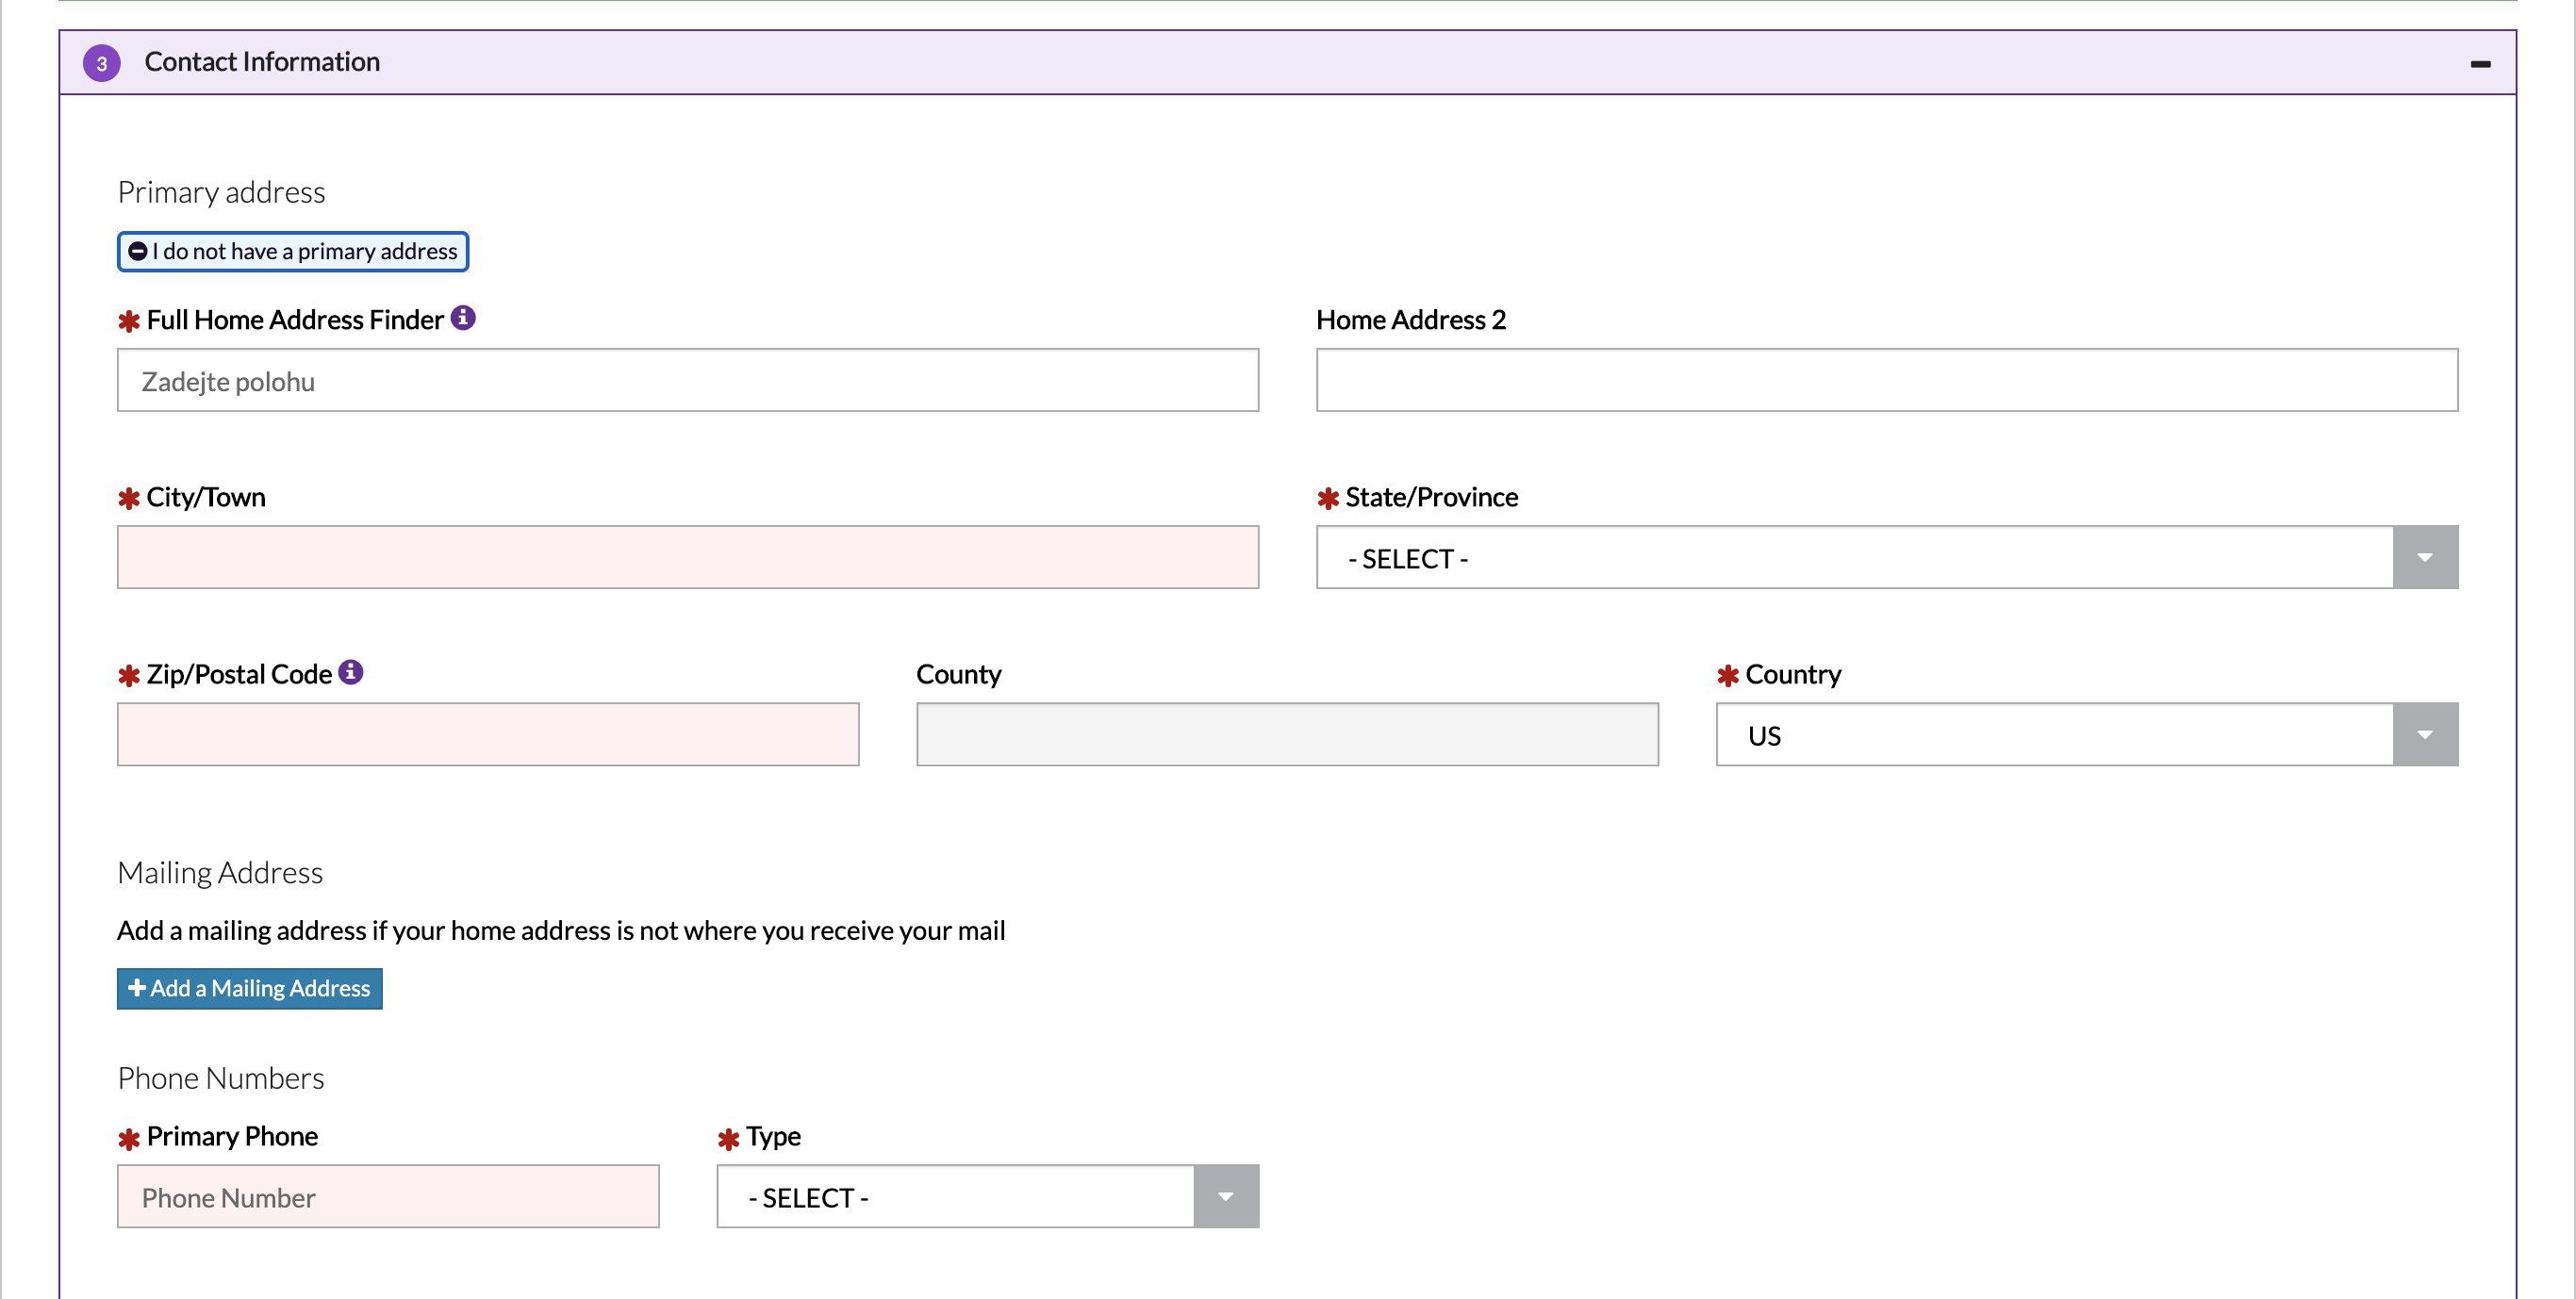 3 Contact Information
Primary address
I do not have a primary address
* Full Home Address Finder i
Home Address 2
Zadejte polohu
* City/Town
* State/Province
- SELECT -
* Zip/Postal Code i
County
* Country
US
Mailing Address
Add a mailing address if your home address is not where you receive your mail
+ Add a Mailing Address
Phone Numbers
* Primary Phone
* Type
Phone Number
- SELECT -